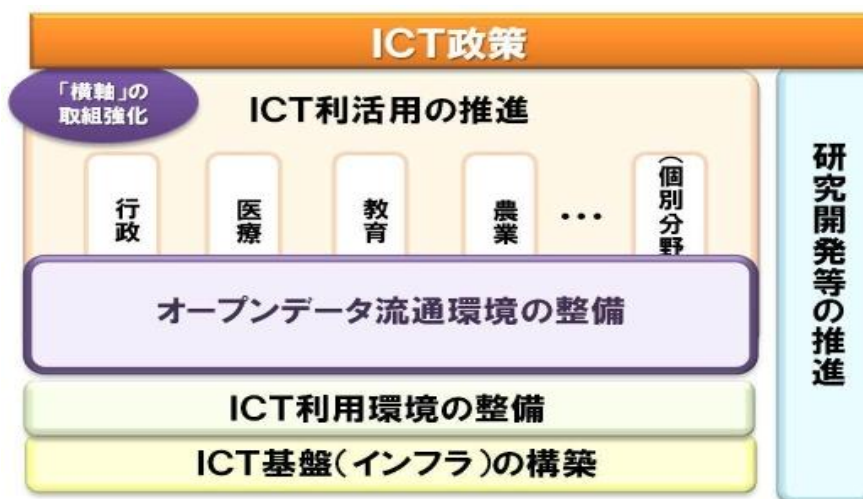 ICT政策
「横軸」の
取組強化
ICT利活用の推進
行政
医療
教育
農業
･･･
(個別分野
オープンデータ流通環境の整備
ICT利用環境の整備
ICT基盤(インフラ)の構築
研究開発等の推進